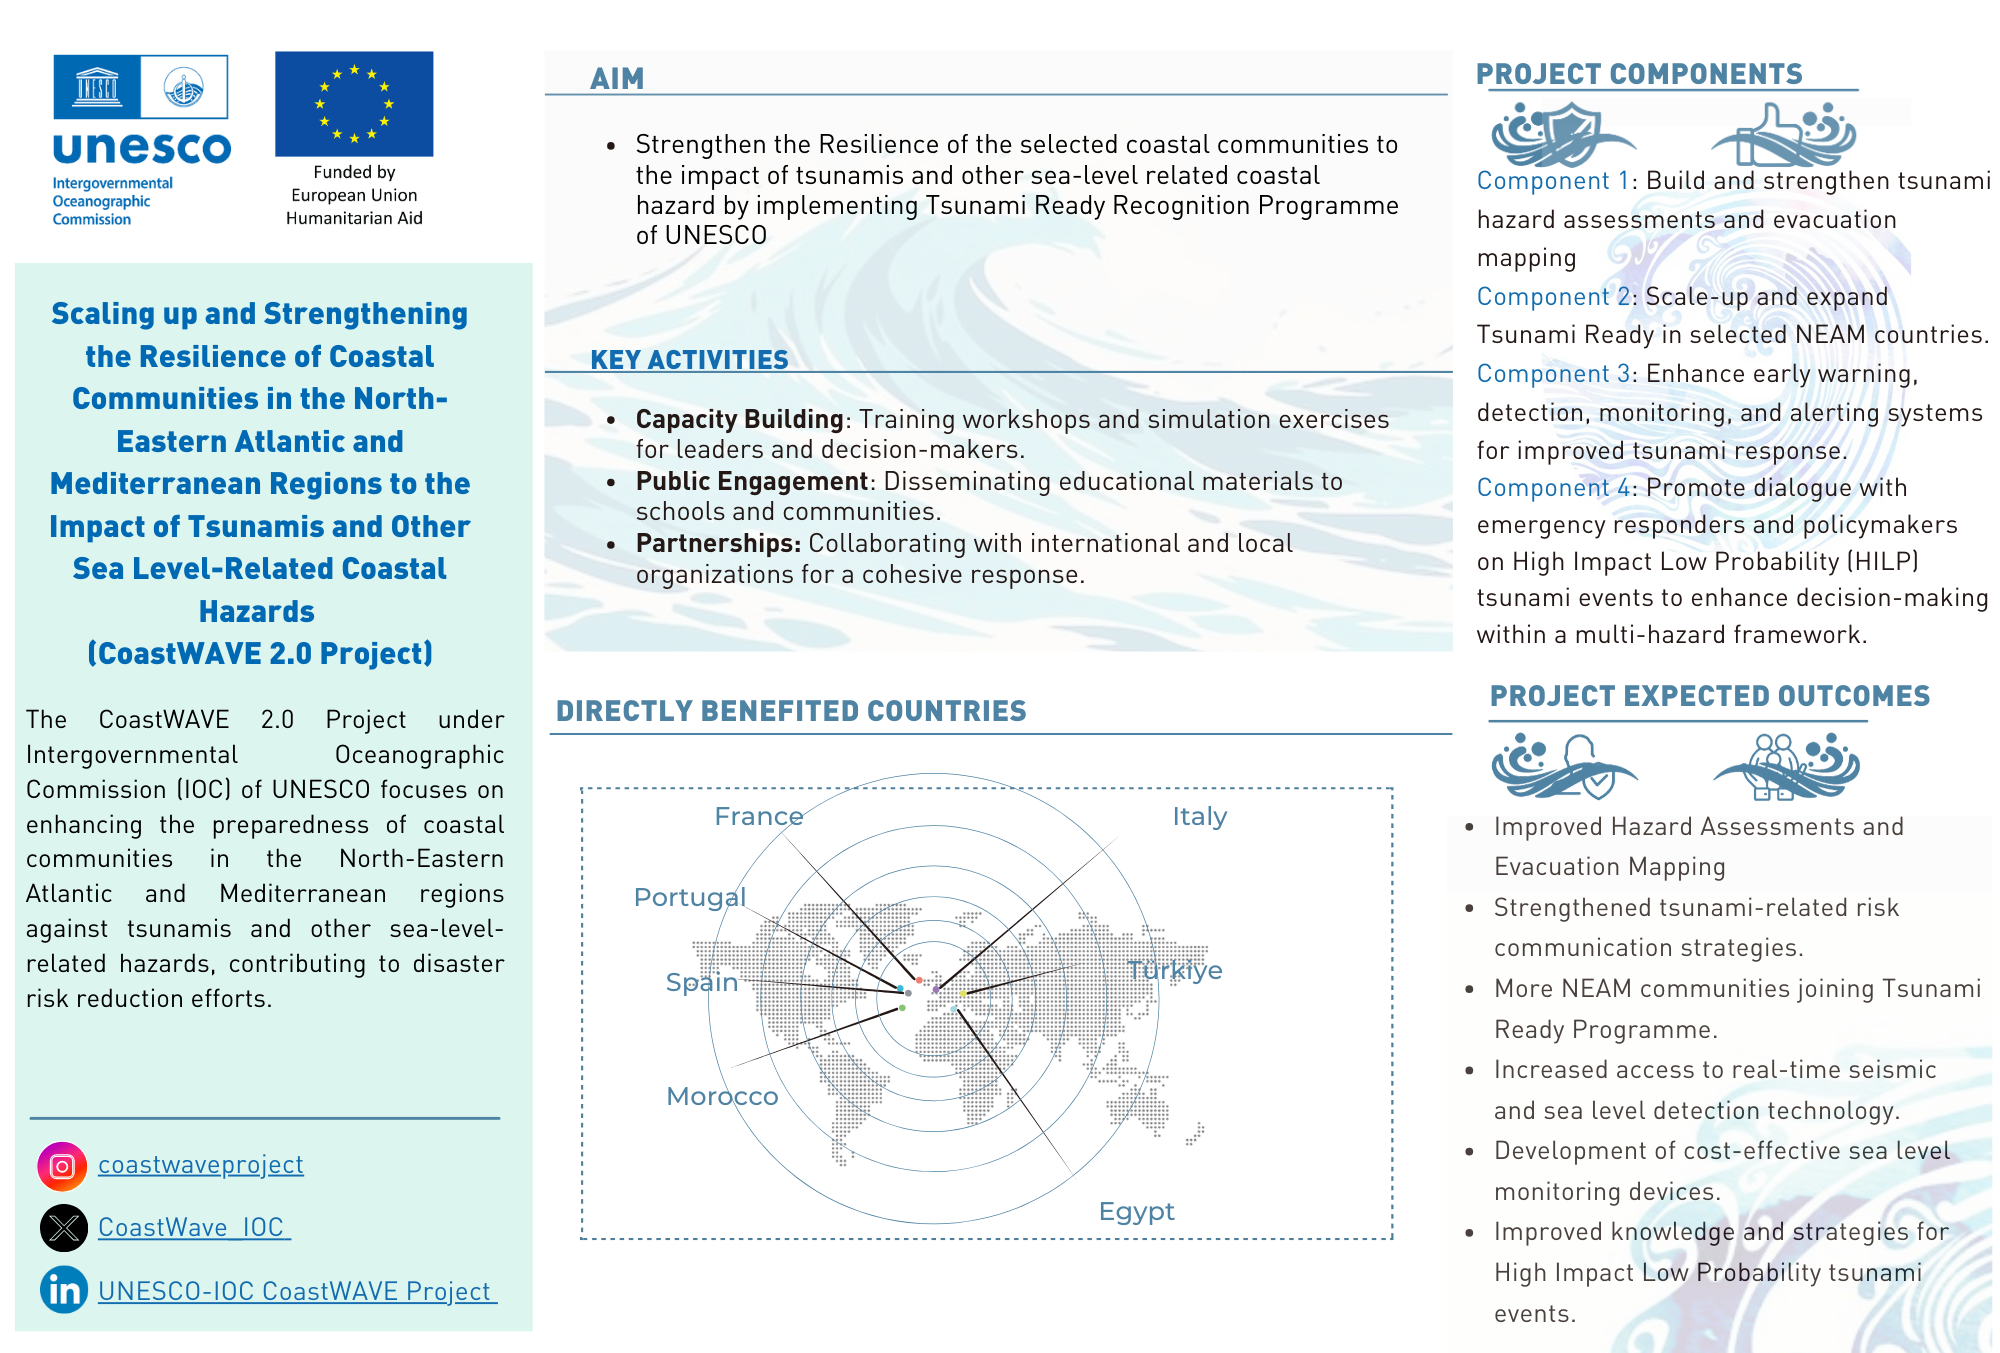 UNESCO
unesco
Intergovernmental
Oceanographic
Commission
Funded by
European Union
Humanitarian Aid
Scaling up and Strengthening
the Resilience of Coastal
Communities in the North-
Eastern Atlantic and
Mediterranean Regions to the
Impact of Tsunamis and Other
Sea Level-Related Coastal
Hazards
(CoastWAVE 2.0 Project)
The CoastWAVE 2.0 Project under
Intergovernmental Oceanographic
Commission (IOC) of UNESCO focuses on
enhancing the preparedness of coastal
communities in the North-Eastern
Atlantic and Mediterranean regions
against tsunamis and other sea-level-
related hazards, contributing to disaster
risk reduction efforts.
coastwaveproject
CoastWave_IOC
in
UNESCO-IOC CoastWAVE Project
AIM
• Strengthen the Resilience of the selected coastal communities to
the impact of tsunamis and other sea-level related coastal
hazard by implementing Tsunami Ready Recognition Programme
of UNESCO
KEY ACTIVITIES
• Capacity Building: Training workshops and simulation exercises
for leaders and decision-makers.
• Public Engagement: Disseminating educational materials to
schools and communities.
• Partnerships: Collaborating with international and local
organizations for a cohesive response.
DIRECTLY BENEFITED COUNTRIES
France
Italy
Portugal
Spain
Türkiye
Morocco
Egypt
PROJECT COMPONENTS
Component 1: Build and strengthen tsunami
hazard assessments and evacuation
mapping
Component 2: Scale-up and expand
Tsunami Ready in selected NEAM countries.
Component 3: Enhance early warning,
detection, monitoring, and alerting systems
for improved tsunami response.
Component 4: Promote dialogue with
emergency responders and policymakers
on High Impact Low Probability (HILP)
tsunami events to enhance decision-making
within a multi-hazard framework.
PROJECT EXPECTED OUTCOMES
• Improved Hazard Assessments and
Evacuation Mapping
• Strengthened tsunami-related risk
communication strategies.
• More NEAM communities joining Tsunami
Ready Programme.
• Increased access to real-time seismic
and sea level detection technology.
• Development of cost-effective sea level
monitoring devices.
• Improved knowledge and strategies for
High Impact Low Probability tsunami
events.